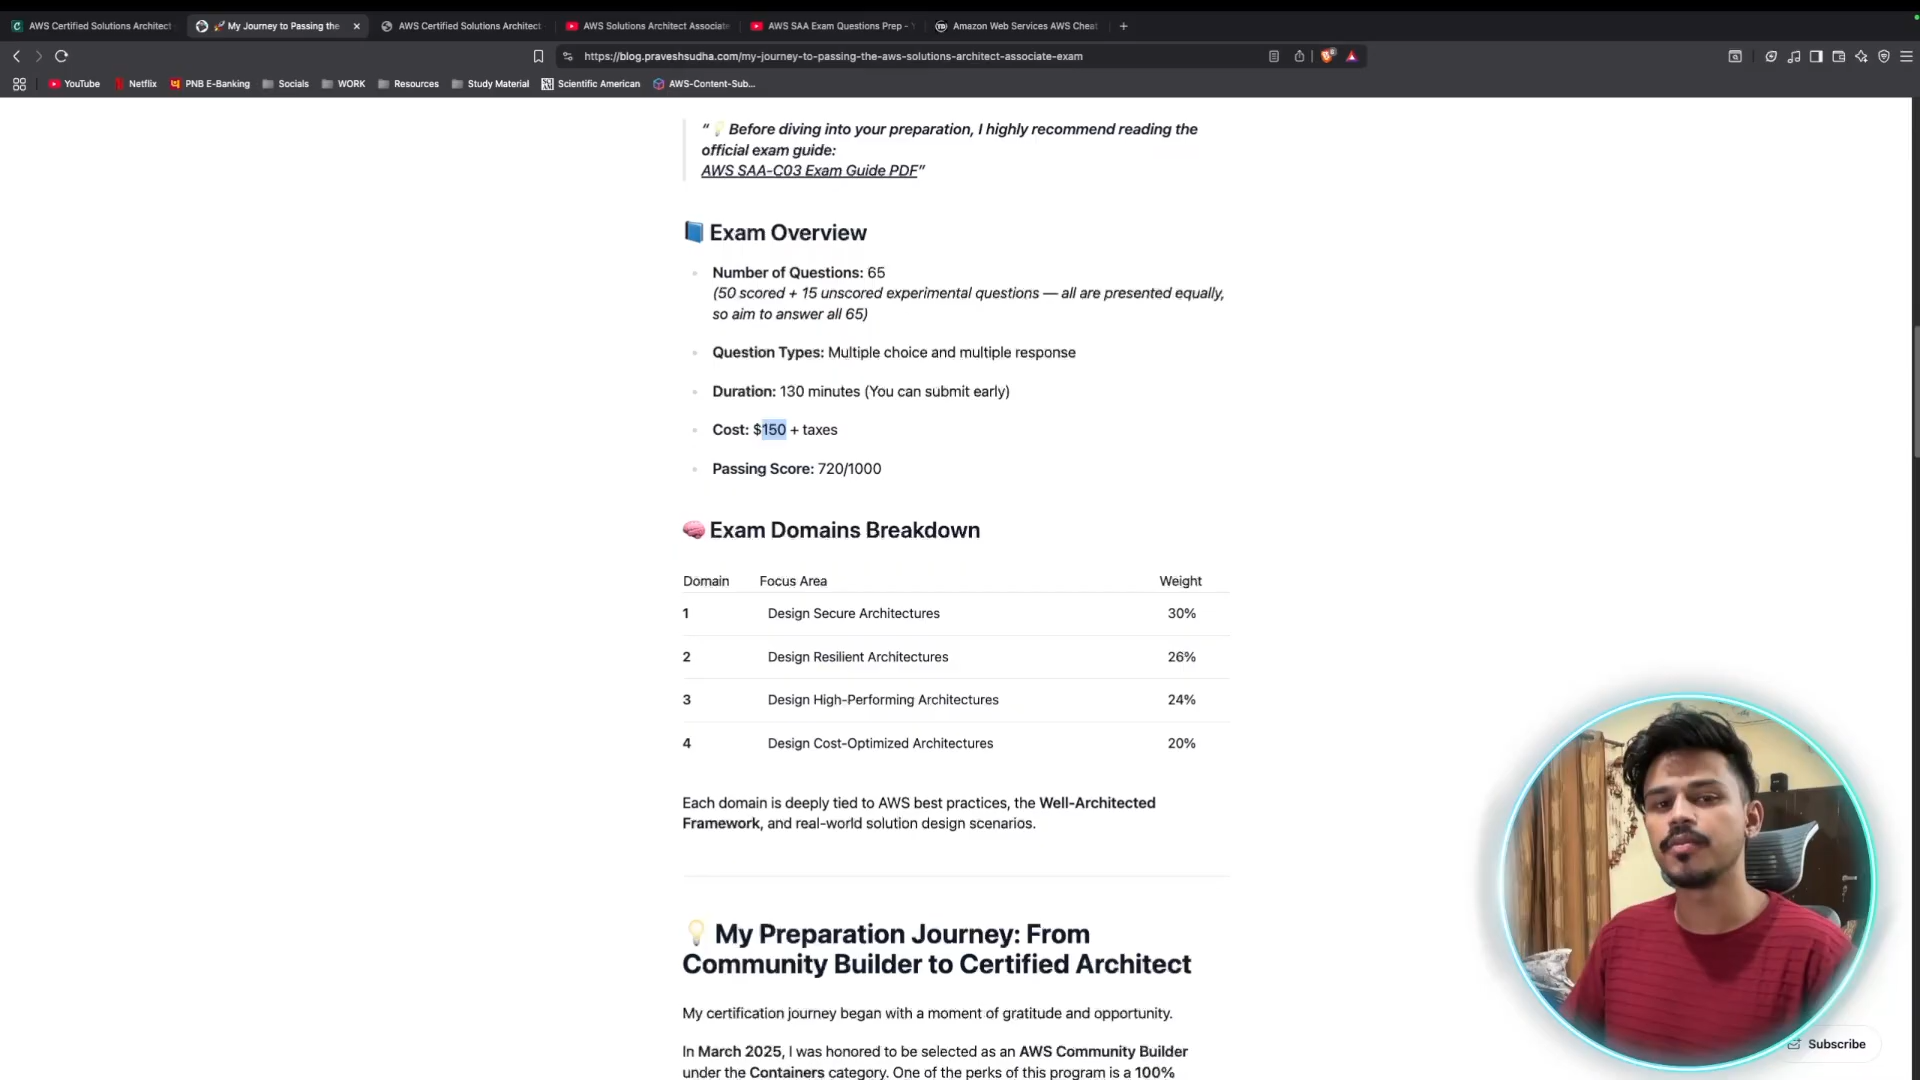 AWS Certified Solutions Architect
🚀 My Journey to Passing the
AWS Certified Solutions Architect
AWS Solutions Architect Associate
AWS SAA Exam Questions Prep -
Amazon Web Services AWS Cheat
https://blog.praveshsudha.com/my-journey-to-passing-the-aws-solutions-architect-associate-exam
YouTube
Netflix
PNB E-Banking
Socials
WORK
Resources
Study Material
Scientific American
AWS-Content-Sub...
“💡 Before diving into your preparation, I highly recommend reading the
official exam guide:
AWS SAA-C03 Exam Guide PDF”
📘 Exam Overview
Number of Questions: 65
(50 scored + 15 unscored experimental questions — all are presented equally,
so aim to answer all 65)
Question Types: Multiple choice and multiple response
Duration: 130 minutes (You can submit early)
Cost: $150 + taxes
Passing Score: 720/1000
🧠 Exam Domains Breakdown
Domain Focus Area Weight
1 Design Secure Architectures 30%
2 Design Resilient Architectures 26%
3 Design High-Performing Architectures 24%
4 Design Cost-Optimized Architectures 20%
Each domain is deeply tied to AWS best practices, the Well-Architected
Framework, and real-world solution design scenarios.
💡 My Preparation Journey: From
Community Builder to Certified Architect
My certification journey began with a moment of gratitude and opportunity.
In March 2025, I was honored to be selected as an AWS Community Builder
under the Containers category. One of the perks of this program is a 100%
Subscribe